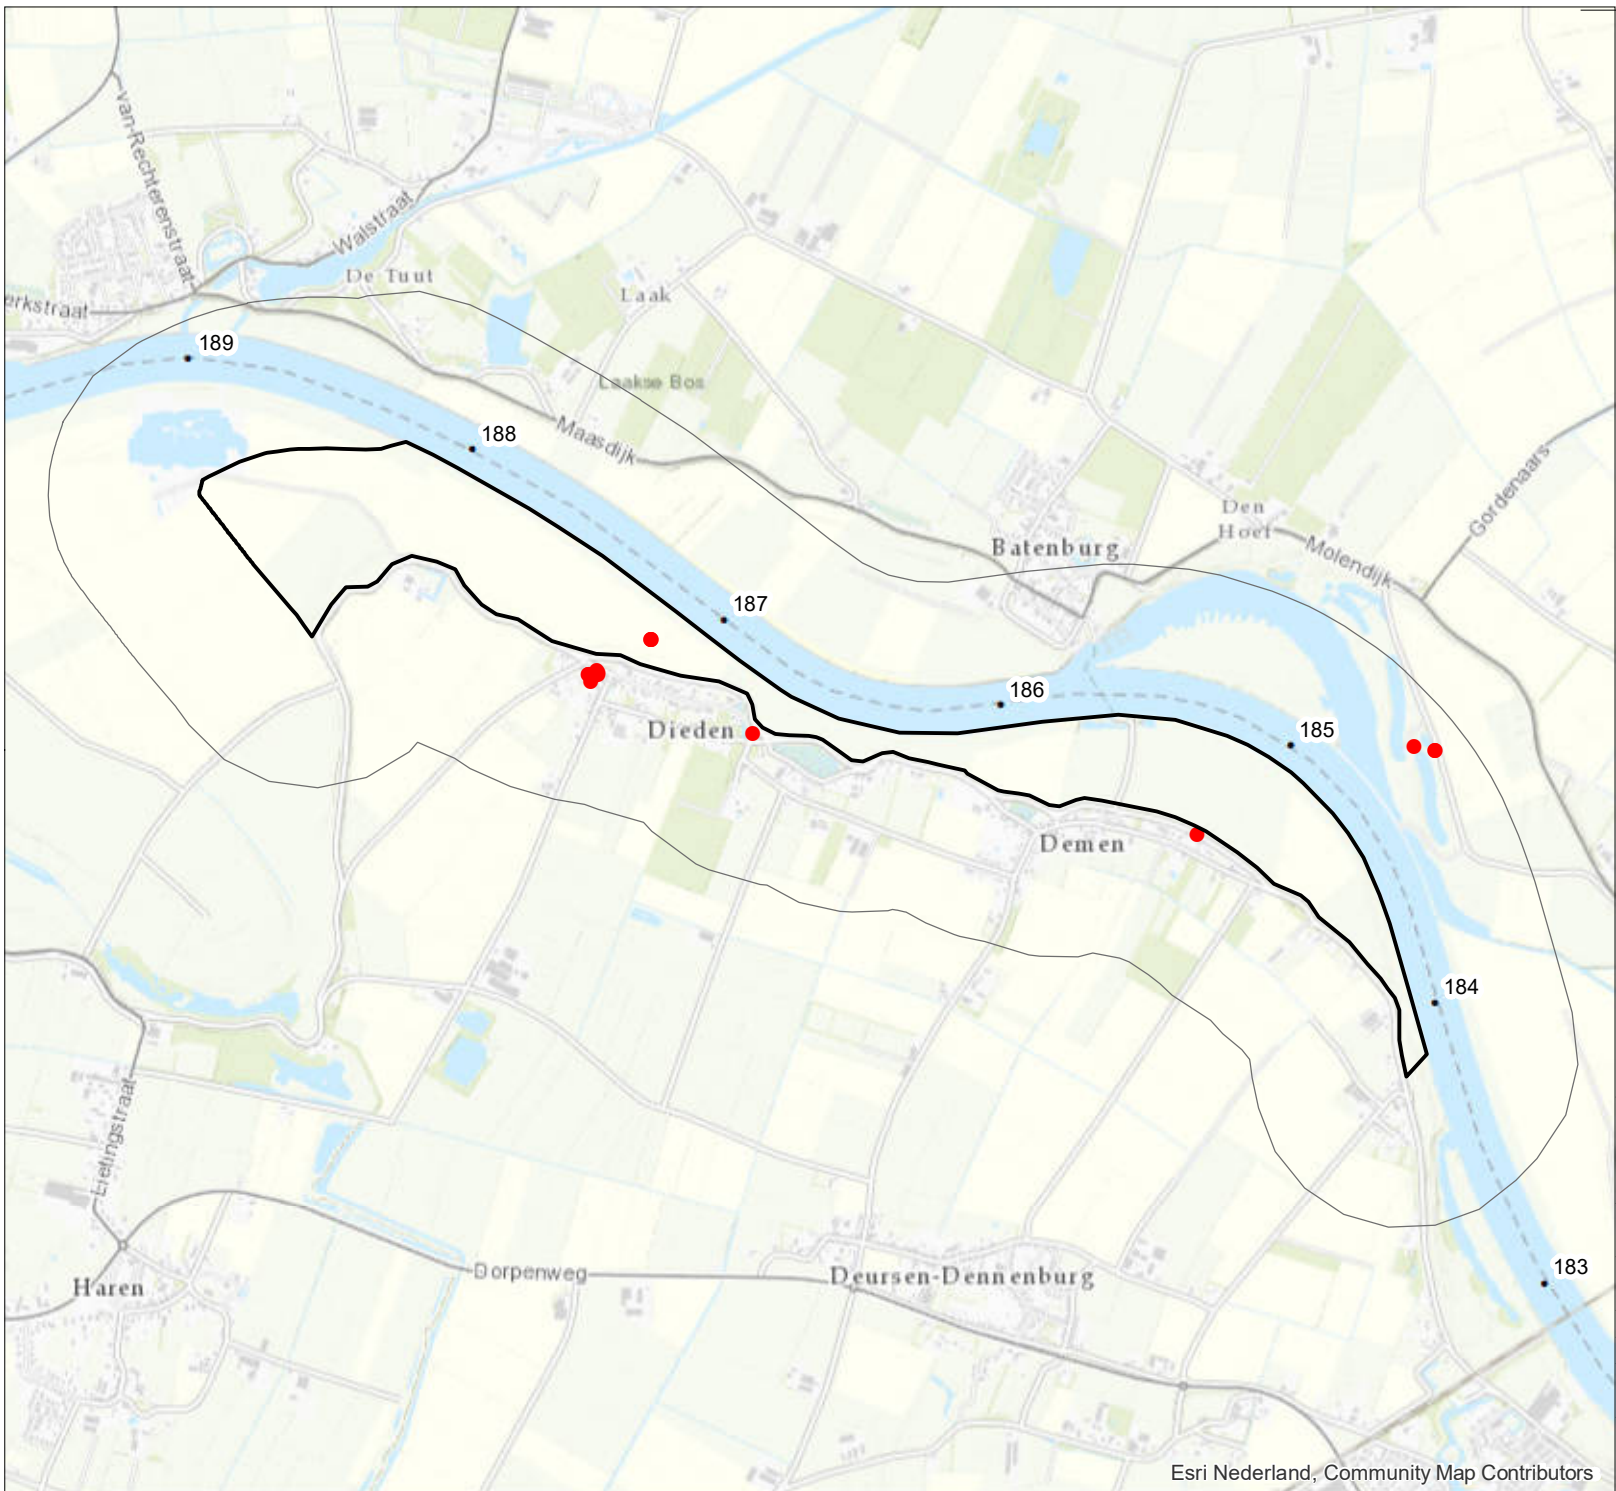 van-Rechterenstraat
Walstraat
De Tuut
Laak
erkstraat
189
Laakse Bos
188
Maasdijk
Gordenaars
Den
Hoef
Batenburg
Molendijk
187
186
185
Dieden
Demen
184
Lietingstraat
183
Dorpenweg
Deursen-Dennenburg
Haren
Esri Nederland, Community Map Contributors